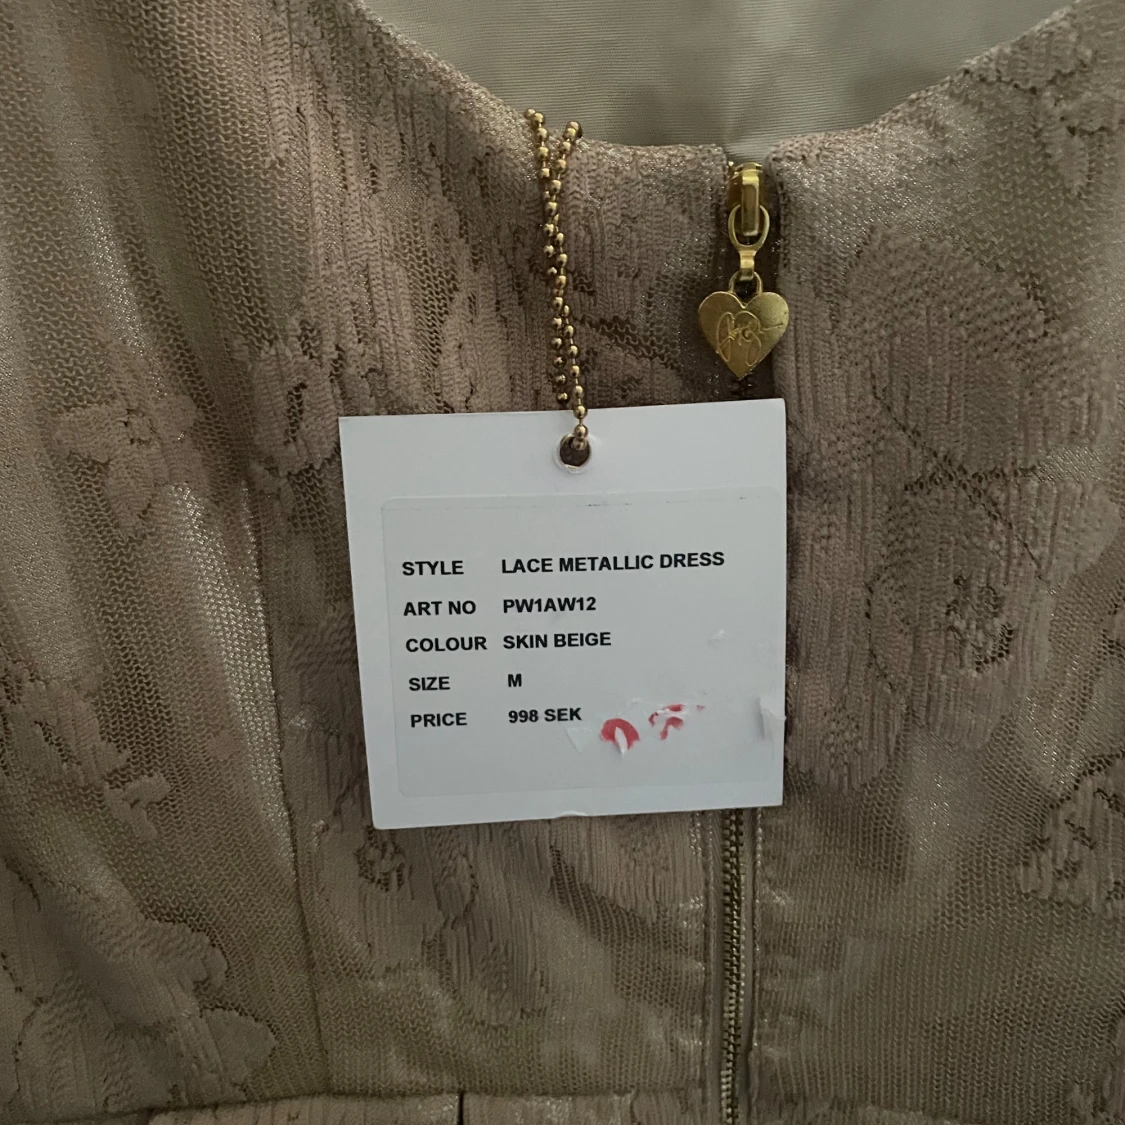 STYLE LACE METALLIC DRESS
ART NO PW1AW12
COLOUR SKIN BEIGE
SIZE M
PRICE 998 SEK